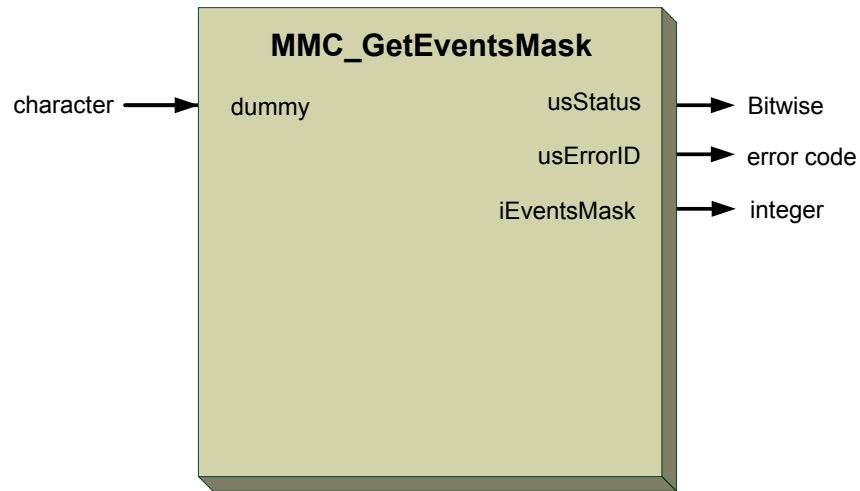 MMC_GetEventsMask
character dummy usStatus Bitwise
usErrorID error code
iEventsMask integer